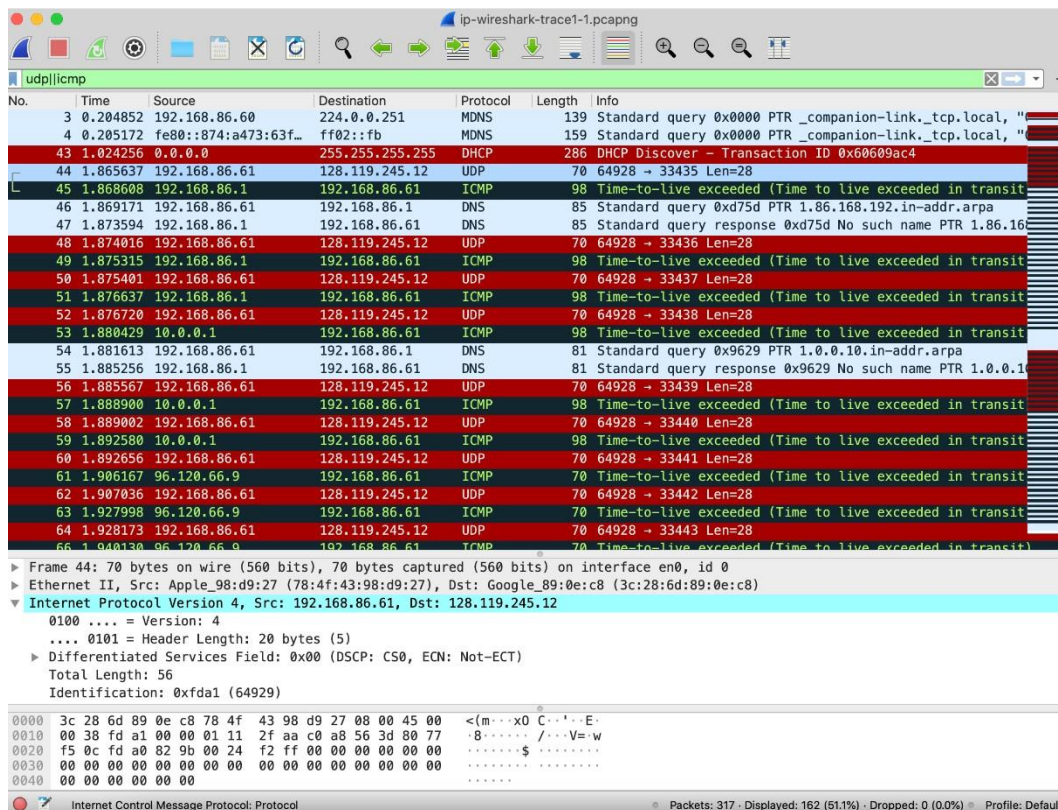 ip-wireshark-trace1-1.pcapng
udp||icmp
No. Time Source Destination Protocol Length Info
3 0.204852 192.168.86.60 224.0.0.251 MDNS 139 Standard query 0x0000 PTR _companion-link._tcp.local, "
4 0.205172 fe80::874:a473:63f… ff02::fb MDNS 159 Standard query 0x0000 PTR _companion-link._tcp.local, "
43 1.024256 0.0.0.0 255.255.255.255 DHCP 286 DHCP Discover - Transaction ID 0x60609ac4
44 1.865637 192.168.86.61 128.119.245.12 UDP 70 64928 → 33435 Len=28
45 1.868608 192.168.86.1 192.168.86.61 ICMP 98 Time-to-live exceeded (Time to live exceeded in transit
46 1.869171 192.168.86.61 192.168.86.1 DNS 85 Standard query 0xd75d PTR 1.86.168.192.in-addr.arpa
47 1.873594 192.168.86.1 192.168.86.61 DNS 85 Standard query response 0xd75d No such name PTR 1.86.16
48 1.874016 192.168.86.61 128.119.245.12 UDP 70 64928 → 33436 Len=28
49 1.875315 192.168.86.1 192.168.86.61 ICMP 98 Time-to-live exceeded (Time to live exceeded in transit
50 1.875401 192.168.86.61 128.119.245.12 UDP 70 64928 → 33437 Len=28
51 1.876637 192.168.86.1 192.168.86.61 ICMP 98 Time-to-live exceeded (Time to live exceeded in transit
52 1.876720 192.168.86.61 128.119.245.12 UDP 70 64928 → 33438 Len=28
53 1.880429 10.0.0.1 192.168.86.61 ICMP 98 Time-to-live exceeded (Time to live exceeded in transit
54 1.881613 192.168.86.61 192.168.86.1 DNS 81 Standard query 0x9629 PTR 1.0.0.10.in-addr.arpa
55 1.885256 192.168.86.1 192.168.86.61 DNS 81 Standard query response 0x9629 No such name PTR 1.0.0.10
56 1.885567 192.168.86.61 128.119.245.12 UDP 70 64928 → 33439 Len=28
57 1.888900 10.0.0.1 192.168.86.61 ICMP 98 Time-to-live exceeded (Time to live exceeded in transit
58 1.889002 192.168.86.61 128.119.245.12 UDP 70 64928 → 33440 Len=28
59 1.892580 10.0.0.1 192.168.86.61 ICMP 98 Time-to-live exceeded (Time to live exceeded in transit
60 1.892656 192.168.86.61 128.119.245.12 UDP 70 64928 → 33441 Len=28
61 1.906167 96.120.66.9 192.168.86.61 ICMP 70 Time-to-live exceeded (Time to live exceeded in transit
62 1.907036 192.168.86.61 128.119.245.12 UDP 70 64928 → 33442 Len=28
63 1.927998 96.120.66.9 192.168.86.61 ICMP 70 Time-to-live exceeded (Time to live exceeded in transit
64 1.928173 192.168.86.61 128.119.245.12 UDP 70 64928 → 33443 Len=28
66 1.940130 96.120.66.9 192.168.86.61 ICMP 70 Time-to-live exceeded (Time to live exceeded in transit)
Frame 44: 70 bytes on wire (560 bits), 70 bytes captured (560 bits) on interface en0, id 0
Ethernet II, Src: Apple_98:d9:27 (78:4f:43:98:d9:27), Dst: Google_89:0e:c8 (3c:28:6d:89:0e:c8)
Internet Protocol Version 4, Src: 192.168.86.61, Dst: 128.119.245.12
0100 .... = Version: 4
.... 0101 = Header Length: 20 bytes (5)
Differentiated Services Field: 0x00 (DSCP: CS0, ECN: Not-ECT)
Total Length: 56
Identification: 0xfda1 (64929)
0000 3c 28 6d 89 0e c8 78 4f 43 98 d9 27 08 00 45 00 <(m···xO C··'··E·
0010 00 38 fd a1 00 00 01 11 2f aa c0 a8 56 3d 80 77 ·8······ /···V=·w
0020 f5 0c fd a0 82 9b 00 24 f2 ff 00 00 00 00 00 00 ·······$ ········
0030 00 00 00 00 00 00 00 00 00 00 00 00 00 00 00 00 ········ ········
0040 00 00 00 00 00 00 ······
Internet Control Message Protocol: Protocol Packets: 317 · Displayed: 162 (51.1%) · Dropped: 0 (0.0%) Profile: Defaul